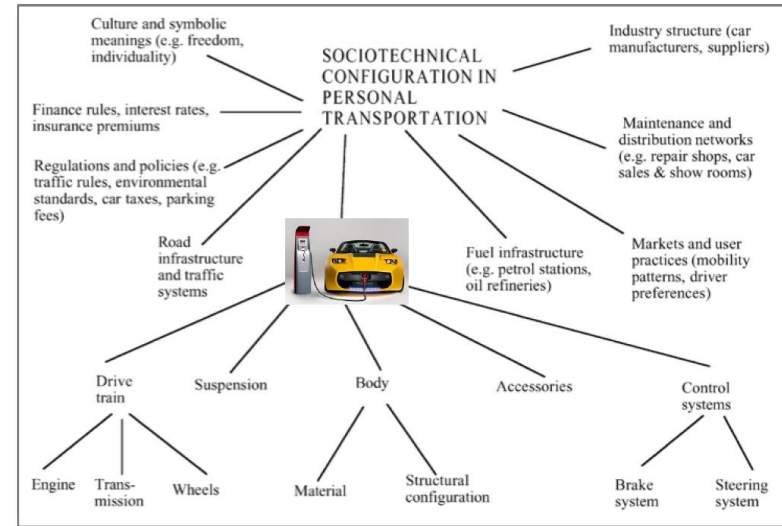 Culture and symbolic
meanings (e.g. freedom,
individuality)
SOCIOTECHNICAL
CONFIGURATION IN
PERSONAL
TRANSPORTATION
Industry structure (car
manufacturers, suppliers)
Finance rules, interest rates,
insurance premiums
Maintenance and
distribution networks
(e.g. repair shops, car
sales & show rooms)
Regulations and policies (e.g.
traffic rules, environmental
standards, car taxes, parking
fees)
Road
infrastructure
and traffic
systems
Fuel infrastructure
(e.g. petrol stations,
oil refineries)
Markets and user
practices (mobility
patterns, driver
preferences)
Drive
train
Suspension
Body
Accessories
Control
systems
Engine
Trans-
mission
Wheels
Material
Structural
configuration
Brake
system
Steering
system